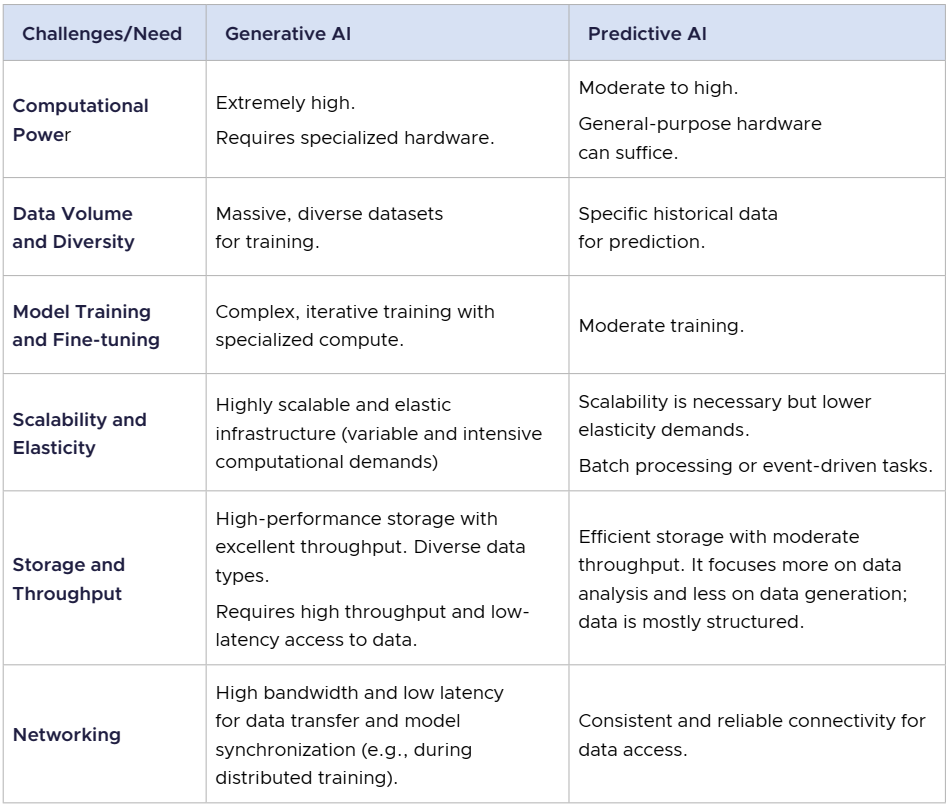 Challenges/Need
Generative AI
Predictive AI
Computational
Power
Extremely high.
Requires specialized hardware.
Moderate to high.
General-purpose hardware
can suffice.
Data Volume
and Diversity
Massive, diverse datasets
for training.
Specific historical data
for prediction.
Model Training
and Fine-tuning
Complex, iterative training with
specialized compute.
Moderate training.
Scalability and
Elasticity
Highly scalable and elastic
infrastructure (variable and intensive
computational demands)
Scalability is necessary but lower
elasticity demands.
Batch processing or event-driven tasks.
Storage and
Throughput
High-performance storage with
excellent throughput. Diverse data
types.
Requires high throughput and low-
latency access to data.
Efficient storage with moderate
throughput. It focuses more on data
analysis and less on data generation;
data is mostly structured.
Networking
High bandwidth and low latency
for data transfer and model
synchronization (e.g., during
distributed training).
Consistent and reliable connectivity for
data access.